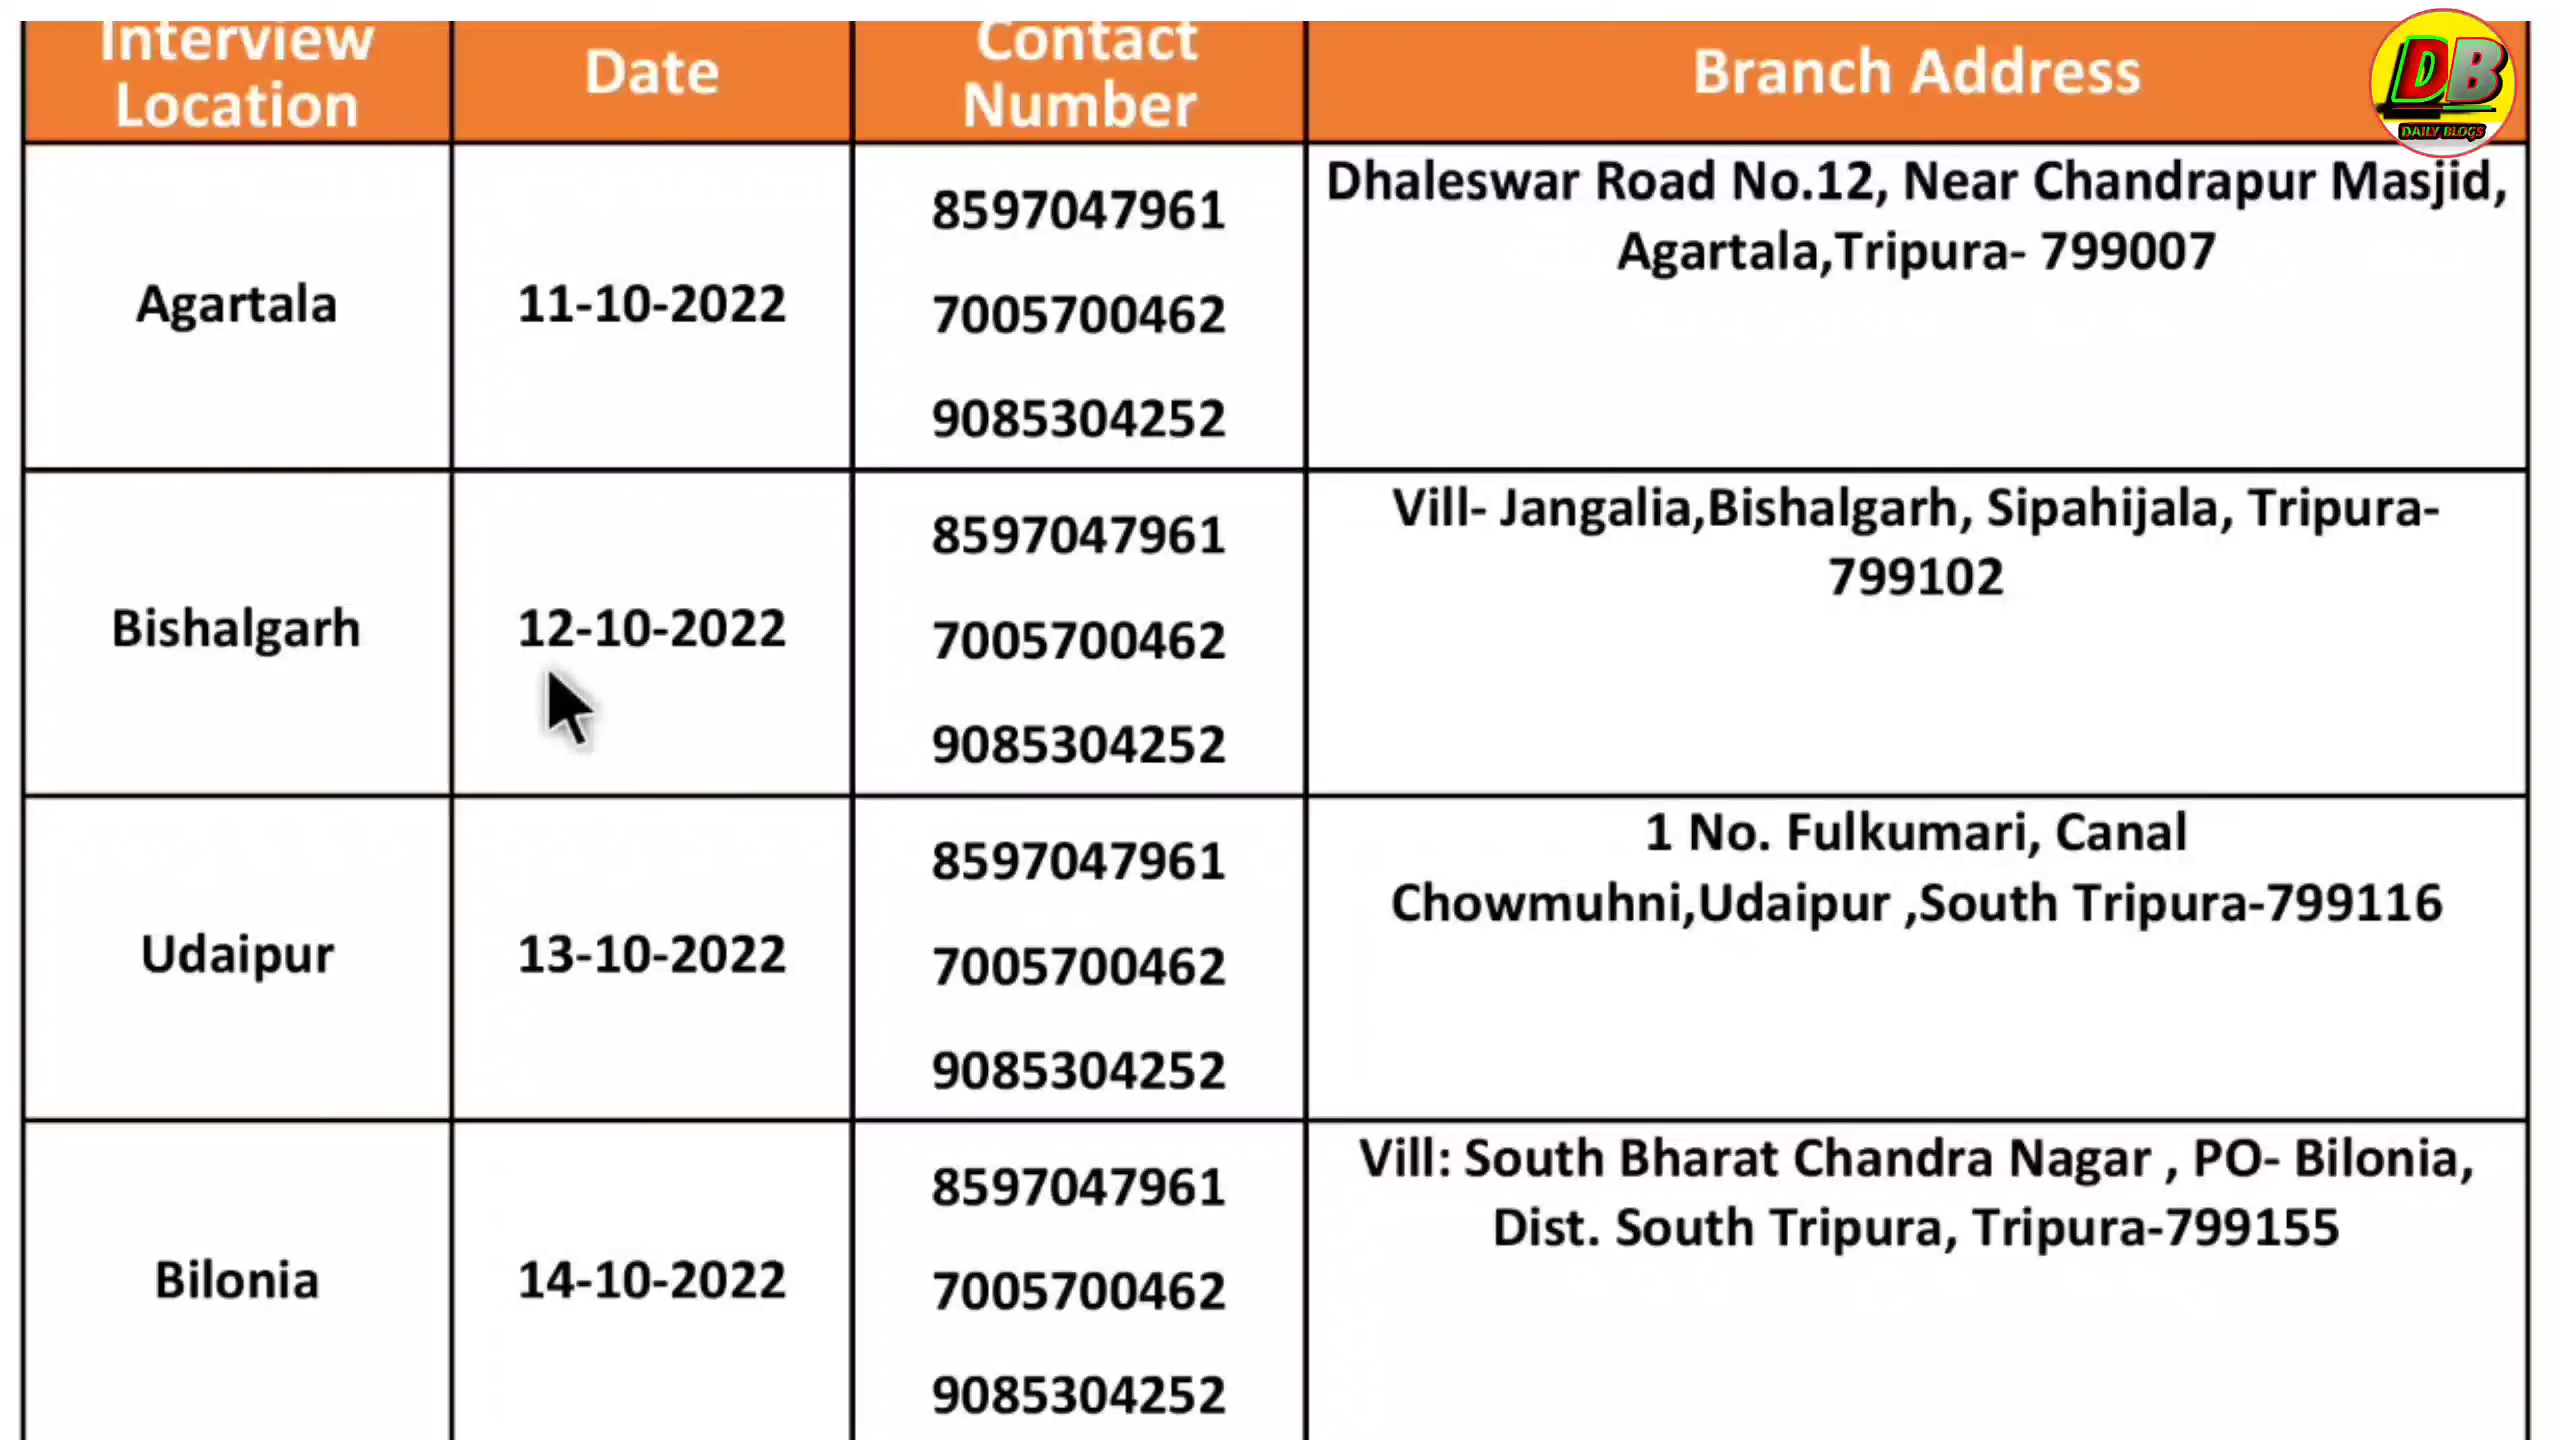 Interview
Location
Date
Contact
Number
Branch Address
DB
DAILY BLOGS
Agartala
11-10-2022
8597047961
7005700462
9085304252
Dhaleswar Road No.12, Near Chandrapur Masjid,
Agartala,Tripura- 799007
Bishalgarh
12-10-2022
8597047961
7005700462
9085304252
Vill- Jangalia,Bishalgarh, Sipahijala, Tripura-
799102
Udaipur
13-10-2022
8597047961
7005700462
9085304252
1 No. Fulkumari, Canal
Chowmuhni,Udaipur ,South Tripura-799116
Bilonia
14-10-2022
8597047961
7005700462
9085304252
Vill: South Bharat Chandra Nagar , PO- Bilonia,
Dist. South Tripura, Tripura-799155